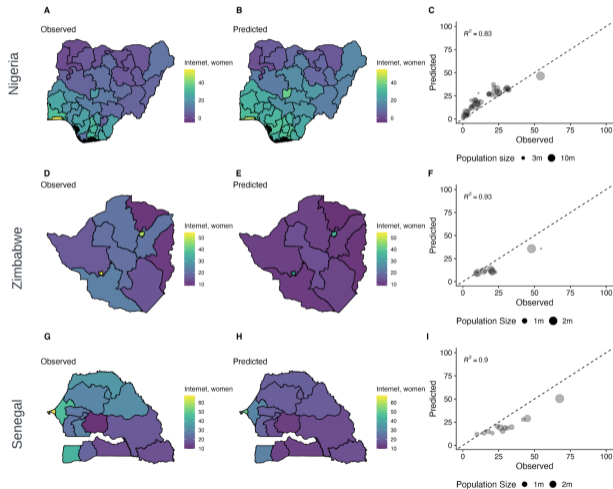 A
B
C
Nigeria
Observed
Predicted
Internet, women
40
20
0
Internet, women
40
20
0
R² = 0.83
Predicted
100
75
50
25
0
0 25 50 75 100
Observed
Population size 3m 10m
D
E
F
Zimbabwe
Observed
Predicted
Internet, women
50
40
30
20
10
Internet, women
50
40
30
20
10
R² = 0.93
Predicted
100
75
50
25
0
0 25 50 75 100
Observed
Population Size 1m 2m
G
H
I
Senegal
Observed
Predicted
Internet, women
60
50
40
30
20
10
Internet, women
60
50
40
30
20
10
R² = 0.9
Predicted
100
75
50
25
0
0 25 50 75 100
Observed
Population Size 1m 2m